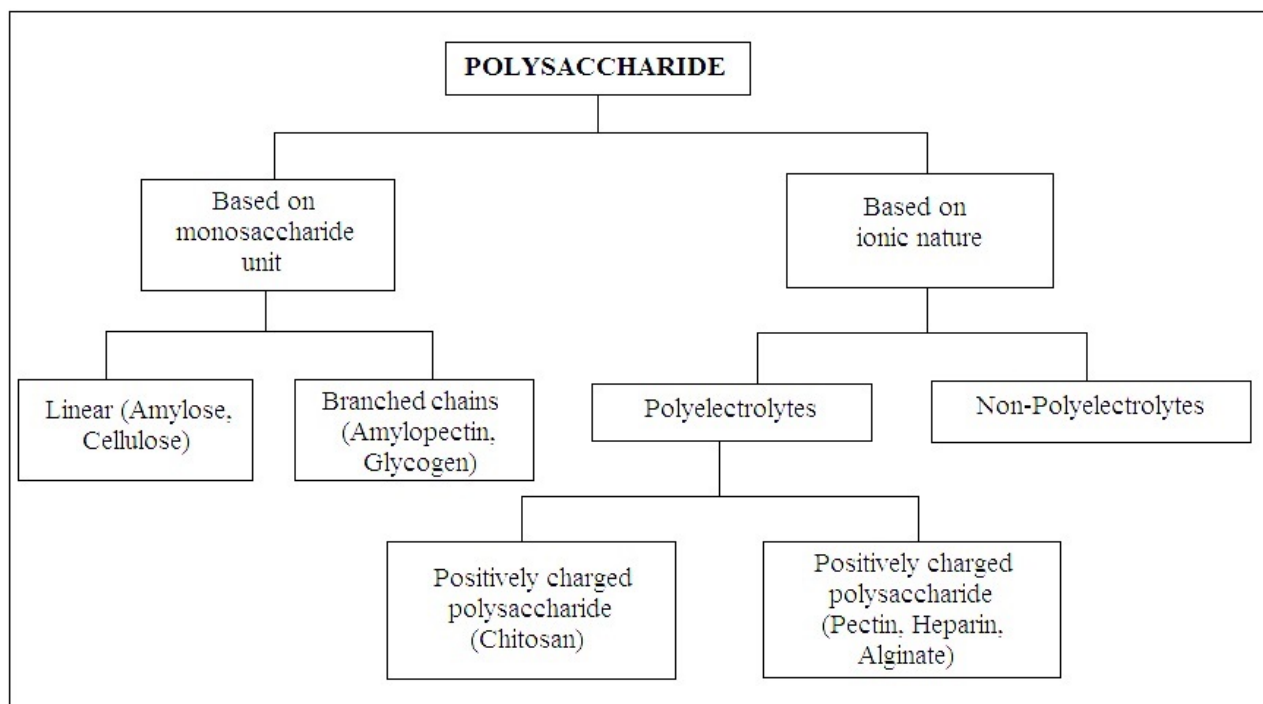 POLYSACCHARIDE
Based on
monosaccharide
unit
Based on
ionic nature
Linear (Amylose,
Cellulose)
Branched chains
(Amylopectin,
Glycogen)
Polyelectrolytes
Non-Polyelectrolytes
Positively charged
polysaccharide
(Chitosan)
Positively charged
polysaccharide
(Pectin, Heparin,
Alginate)